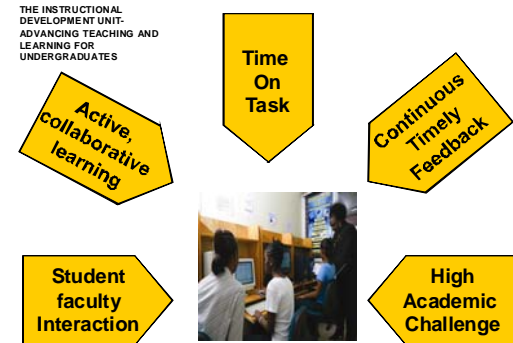 THE INSTRUCTIONAL
DEVELOPMENT UNIT-
ADVANCING TEACHING AND
LEARNING FOR
UNDERGRADUATES
Time
On
Task
Active,
collaborative
learning
Continuous
Timely
Feedback
Student
faculty
Interaction
High
Academic
Challenge